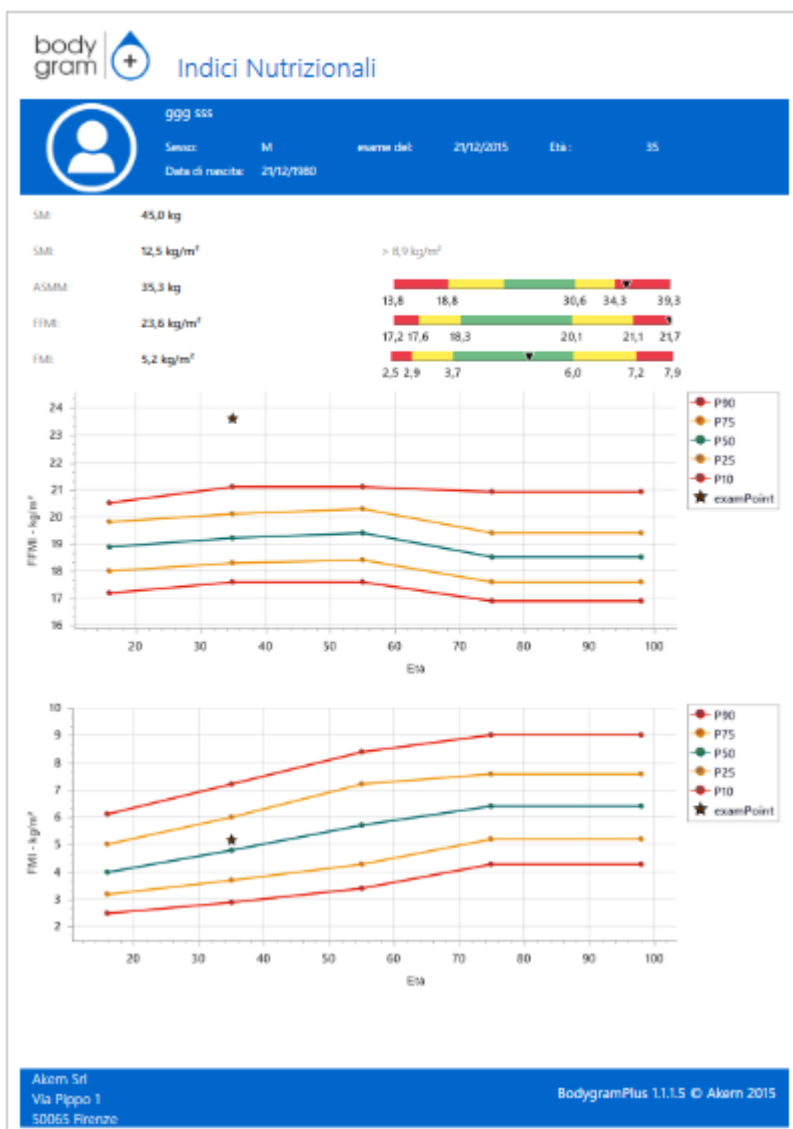 body
gram
Indici Nutrizionali
ggg sss
Sesso: M esame del: 21/12/2015 Età: 35
Data di nascita: 21/12/1980
SM: 45,0 kg
SMI: 12,5 kg/m² > 8,9 kg/m²
ASMM: 35,3 kg
13,8 18,8 30,6 34,3 39,3
FFMI: 23,6 kg/m²
17,2 17,6 18,3 20,1 21,1 21,7
FMI: 5,2 kg/m²
2,5 2,9 3,7 6,0 7,2 7,9
24
23
22
21
20
19
18
17
16
FFMI - kg/m²
20 30 40 50 60 70 80 90 100
Età
P90
P75
P50
P25
P10
examPoint
10
9
8
7
6
5
4
3
2
FMI - kg/m²
20 30 40 50 60 70 80 90 100
Età
P90
P75
P50
P25
P10
examPoint
Akern Srl
Via Pippo 1
50065 Firenze
BodygramPlus 1.1.1.5 © Akern 2015